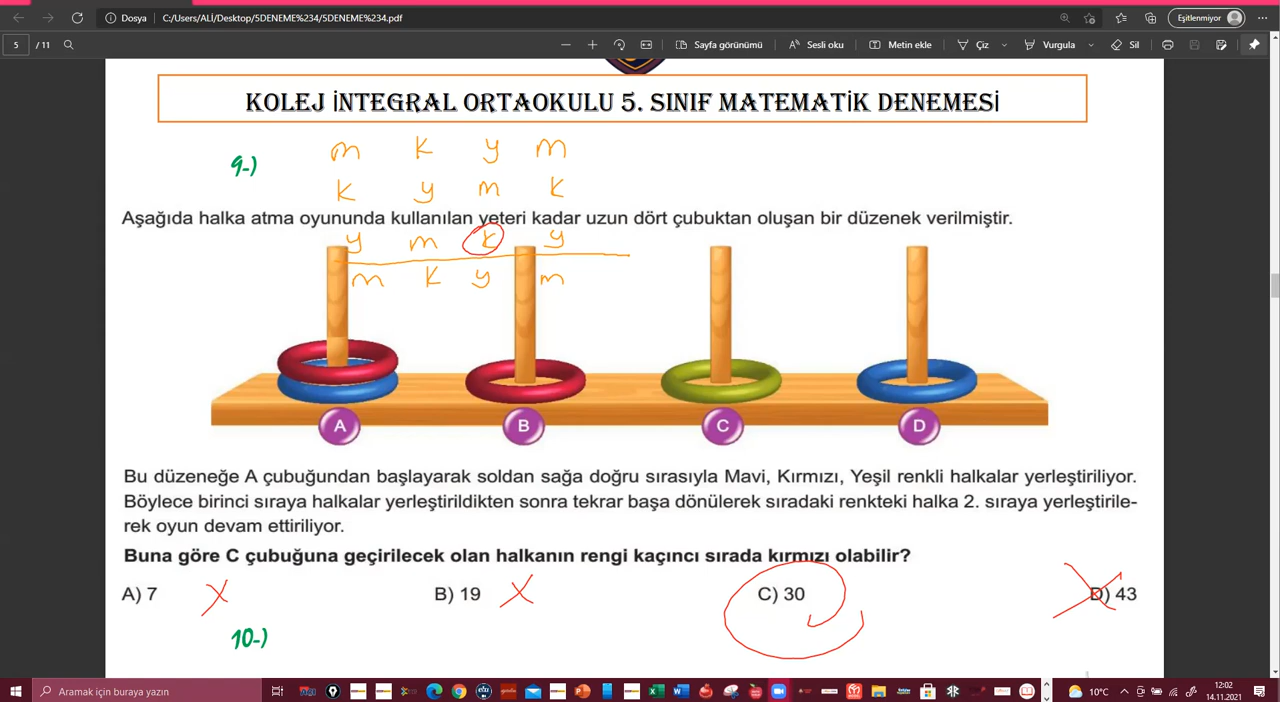 Dosya C:/Users/ALİ/Desktop/5DENEME%234/5DENEME%234.pdf Eşitlenmiyor
5 / 11 Sayfa görünümü Sesli oku Metin ekle Çiz Vurgula Sil
KOLEJ İNTEGRAL ORTAOKULU 5. SINIF MATEMATİK DENEMESİ
m k y m
9-)
k y m k
Aşağıda halka atma oyununda kullanılan yeteri kadar uzun dört çubuktan oluşan bir düzenek verilmiştir.
y m k y
m k y m
A B C D
Bu düzeneğe A çubuğundan başlayarak soldan sağa doğru sırasıyla Mavi, Kırmızı, Yeşil renkli halkalar yerleştiriliyor.
Böylece birinci sıraya halkalar yerleştirildikten sonra tekrar başa dönülerek sıradaki renkteki halka 2. sıraya yerleştirile-
rek oyun devam ettiriliyor.
Buna göre C çubuğuna geçirilecek olan halkanın rengi kaçıncı sırada kırmızı olabilir?
A) 7 B) 19 C) 30 D) 43
10-)
Aramak için buraya yazın 10°C 12:02
14.11.2021